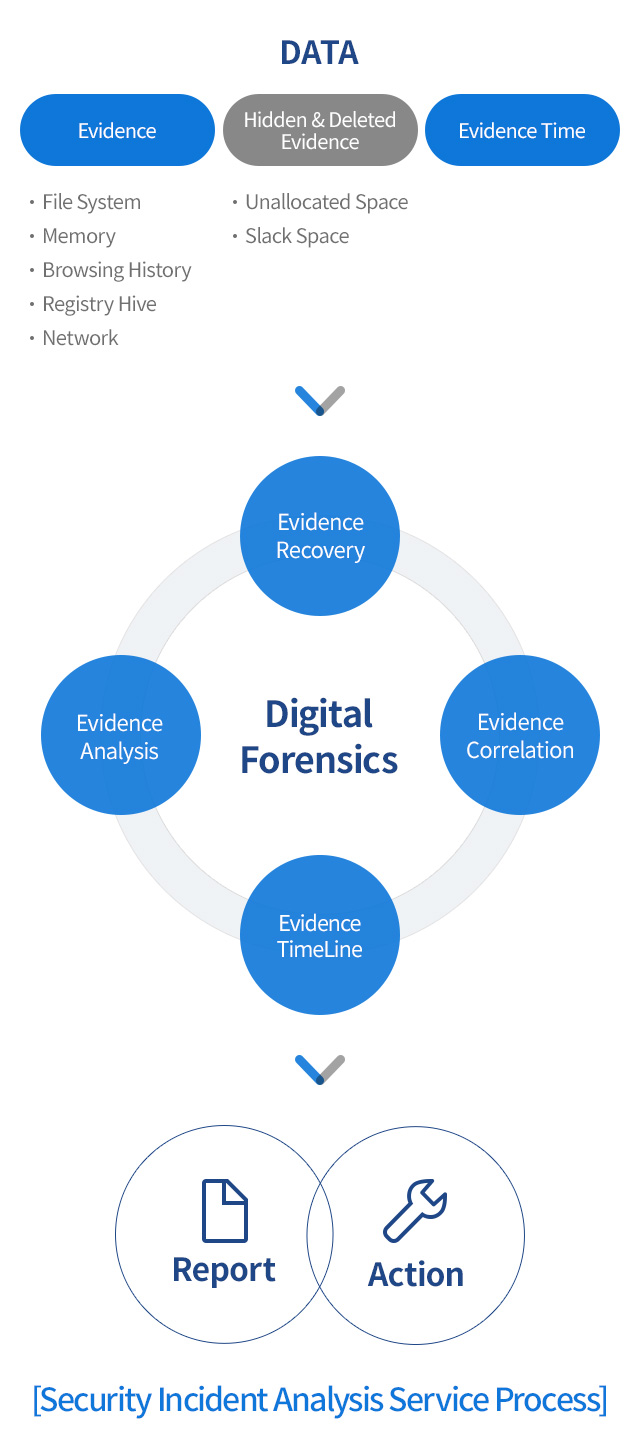 DATA
Evidence
Hidden & Deleted
Evidence
Evidence Time
· File System
· Memory
· Browsing History
· Registry Hive
· Network
· Unallocated Space
· Slack Space
Evidence
Recovery
Evidence
Analysis
Digital
Forensics
Evidence
Correlation
Evidence
TimeLine
Report
Action
[Security Incident Analysis Service Process]